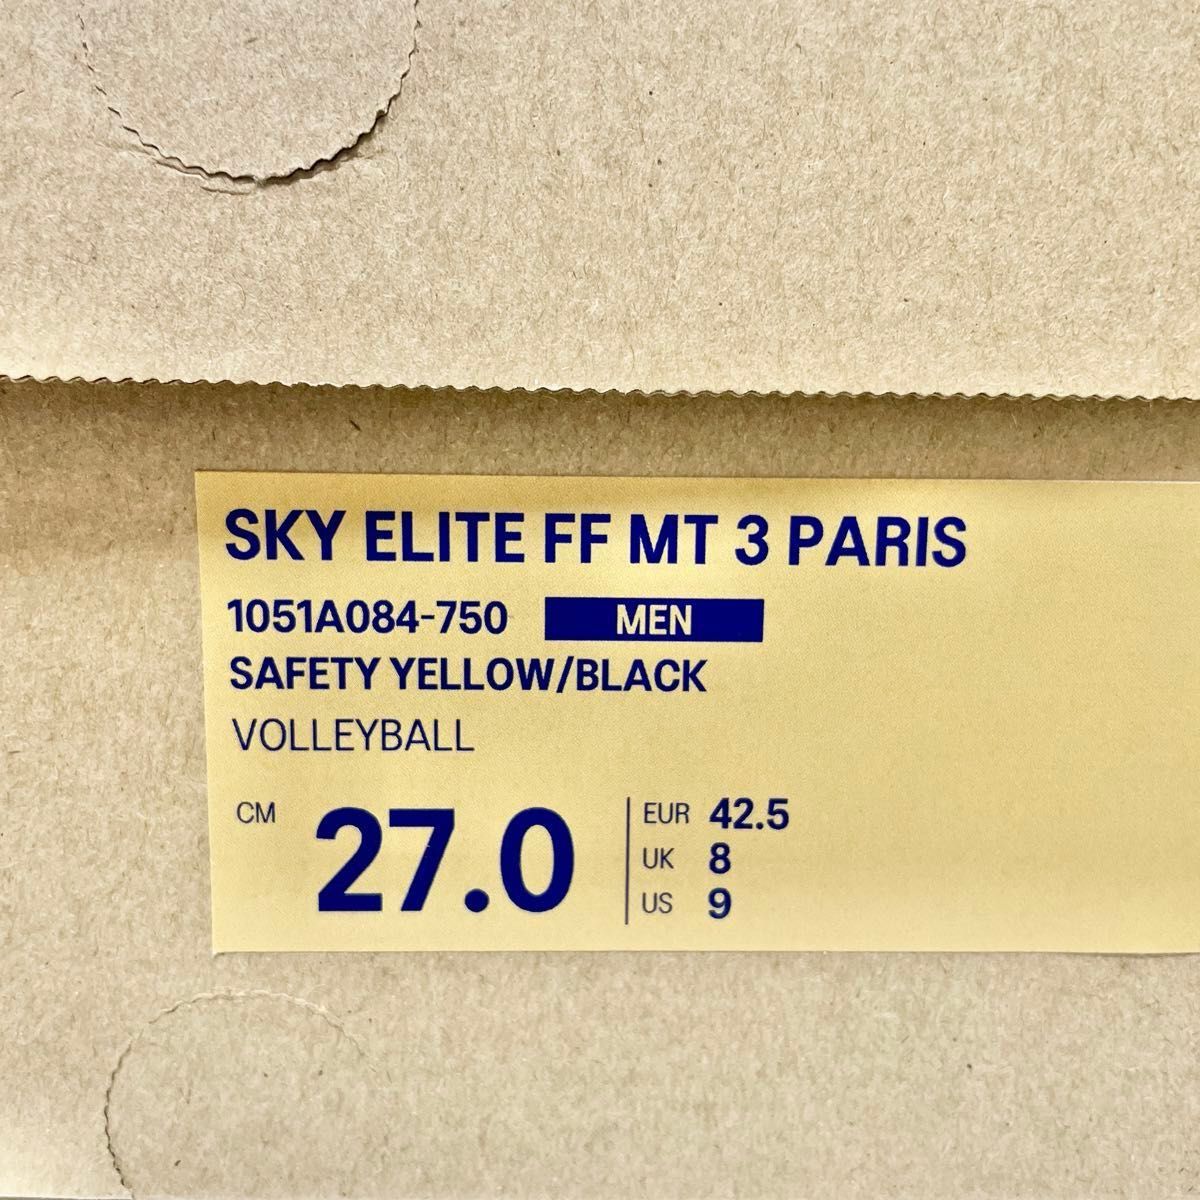 SKY ELITE FF MT 3 PARIS
1051A084-750 MEN
SAFETY YELLOW/BLACK
VOLLEYBALL
CM 27.0
EUR 42.5
UK 8
US 9